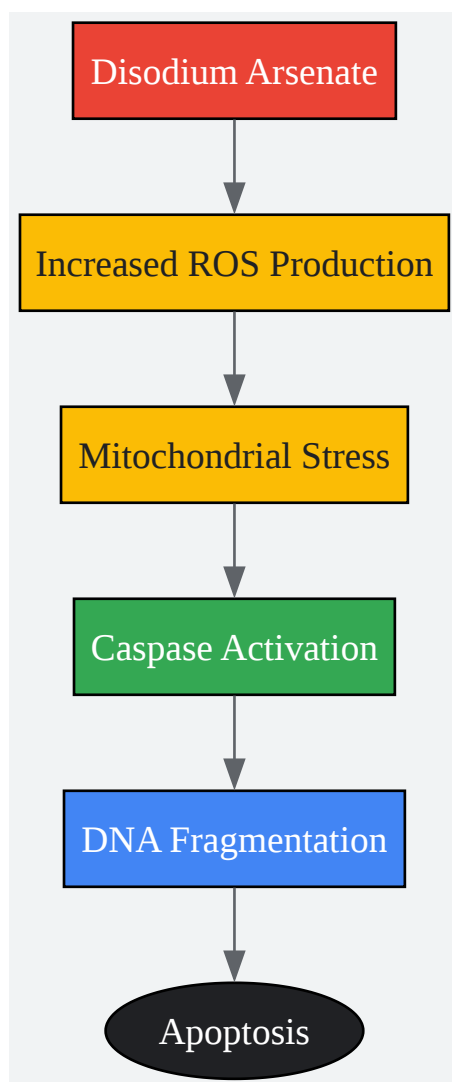 Disodium Arsenate
Increased ROS Production
Mitochondrial Stress
Caspase Activation
DNA Fragmentation
Apoptosis